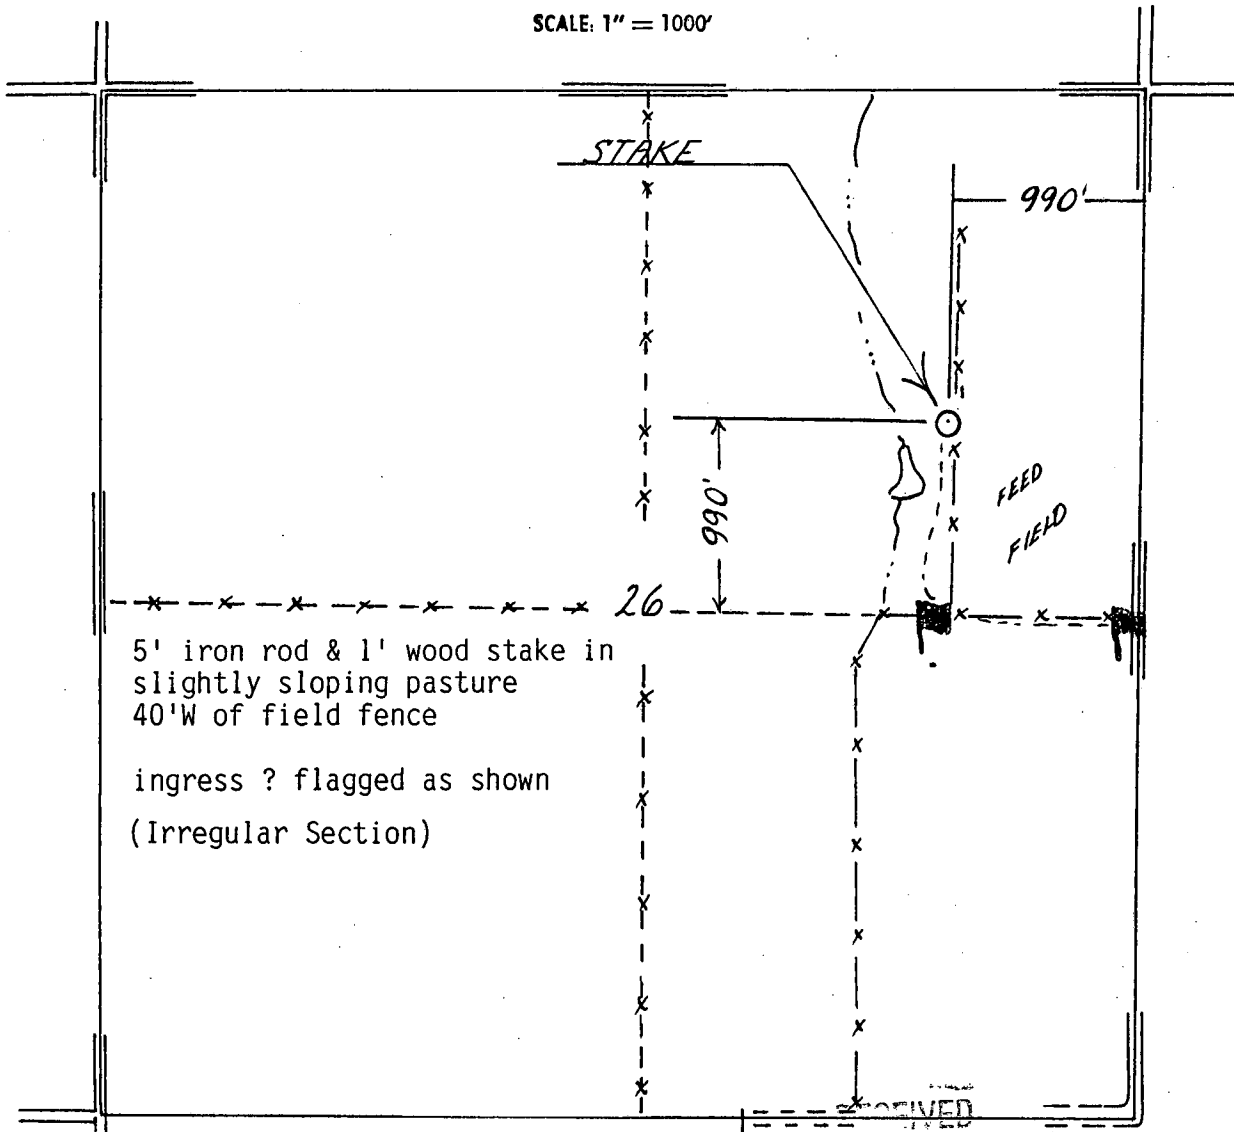 SCALE: 1" = 1000'
STAKE
990'
990'
FEED
FIELD
26
5' iron rod & 1' wood stake in
slightly sloping pasture
40'W of field fence
ingress ? flagged as shown
(Irregular Section)